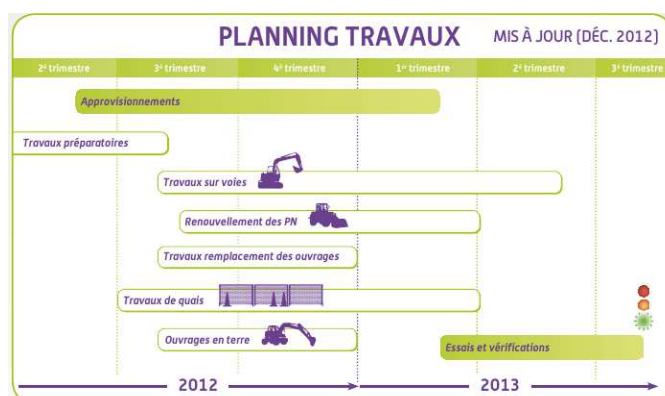 PLANNING TRAVAUX MIS À JOUR (DÉC. 2012)
2e trimestre 3e trimestre 4e trimestre 1er trimestre 2e trimestre 3e trimestre
Approvisionnements
Travaux préparatoires
Travaux sur voies
Renouvellement des PN
Travaux remplacement des ouvrages
Travaux de quais
Ouvrages en terre
Essais et vérifications
2012 2013